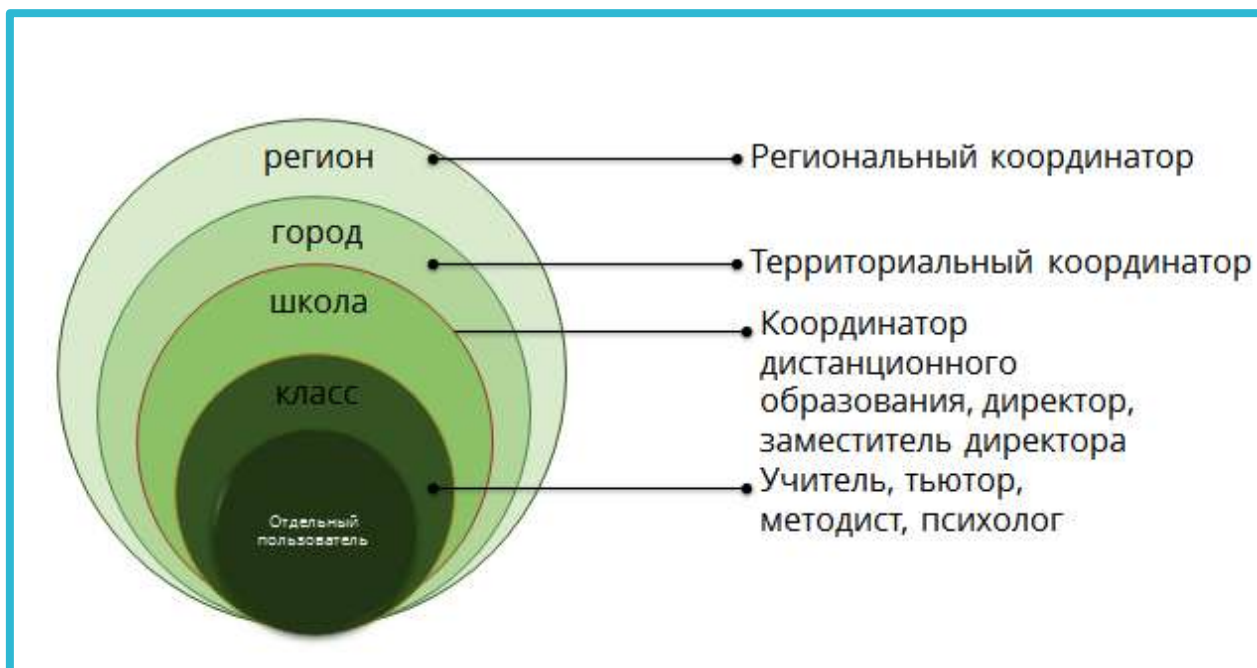 регион
Региональный координатор
город
Территориальный координатор
школа
Координатор
дистанционного
образования, директор,
заместитель директора
класс
Учитель, тьютор,
методист, психолог
Отдельный
пользователь